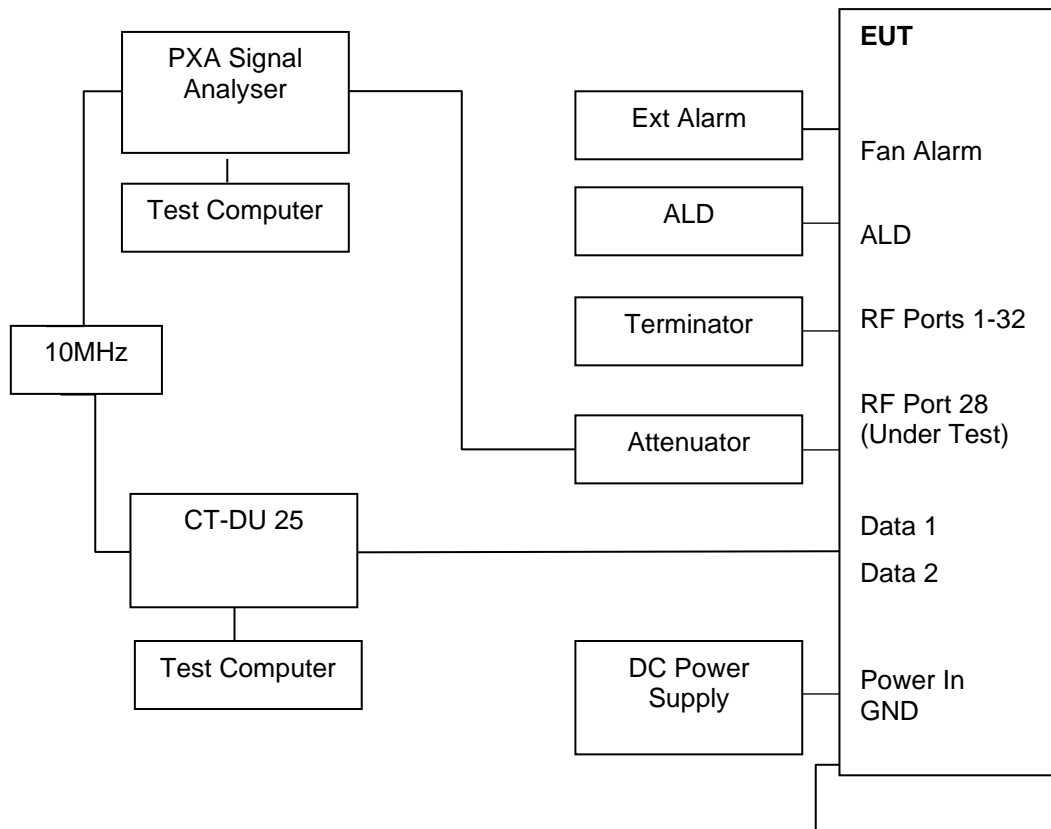 PXA Signal
Analyser
Test Computer
10MHz
CT-DU 25
Test Computer
Ext Alarm
ALD
Terminator
Attenuator
DC Power
Supply
EUT
Fan Alarm
ALD
RF Ports 1-32
RF Port 28
(Under Test)
Data 1
Data 2
Power In
GND